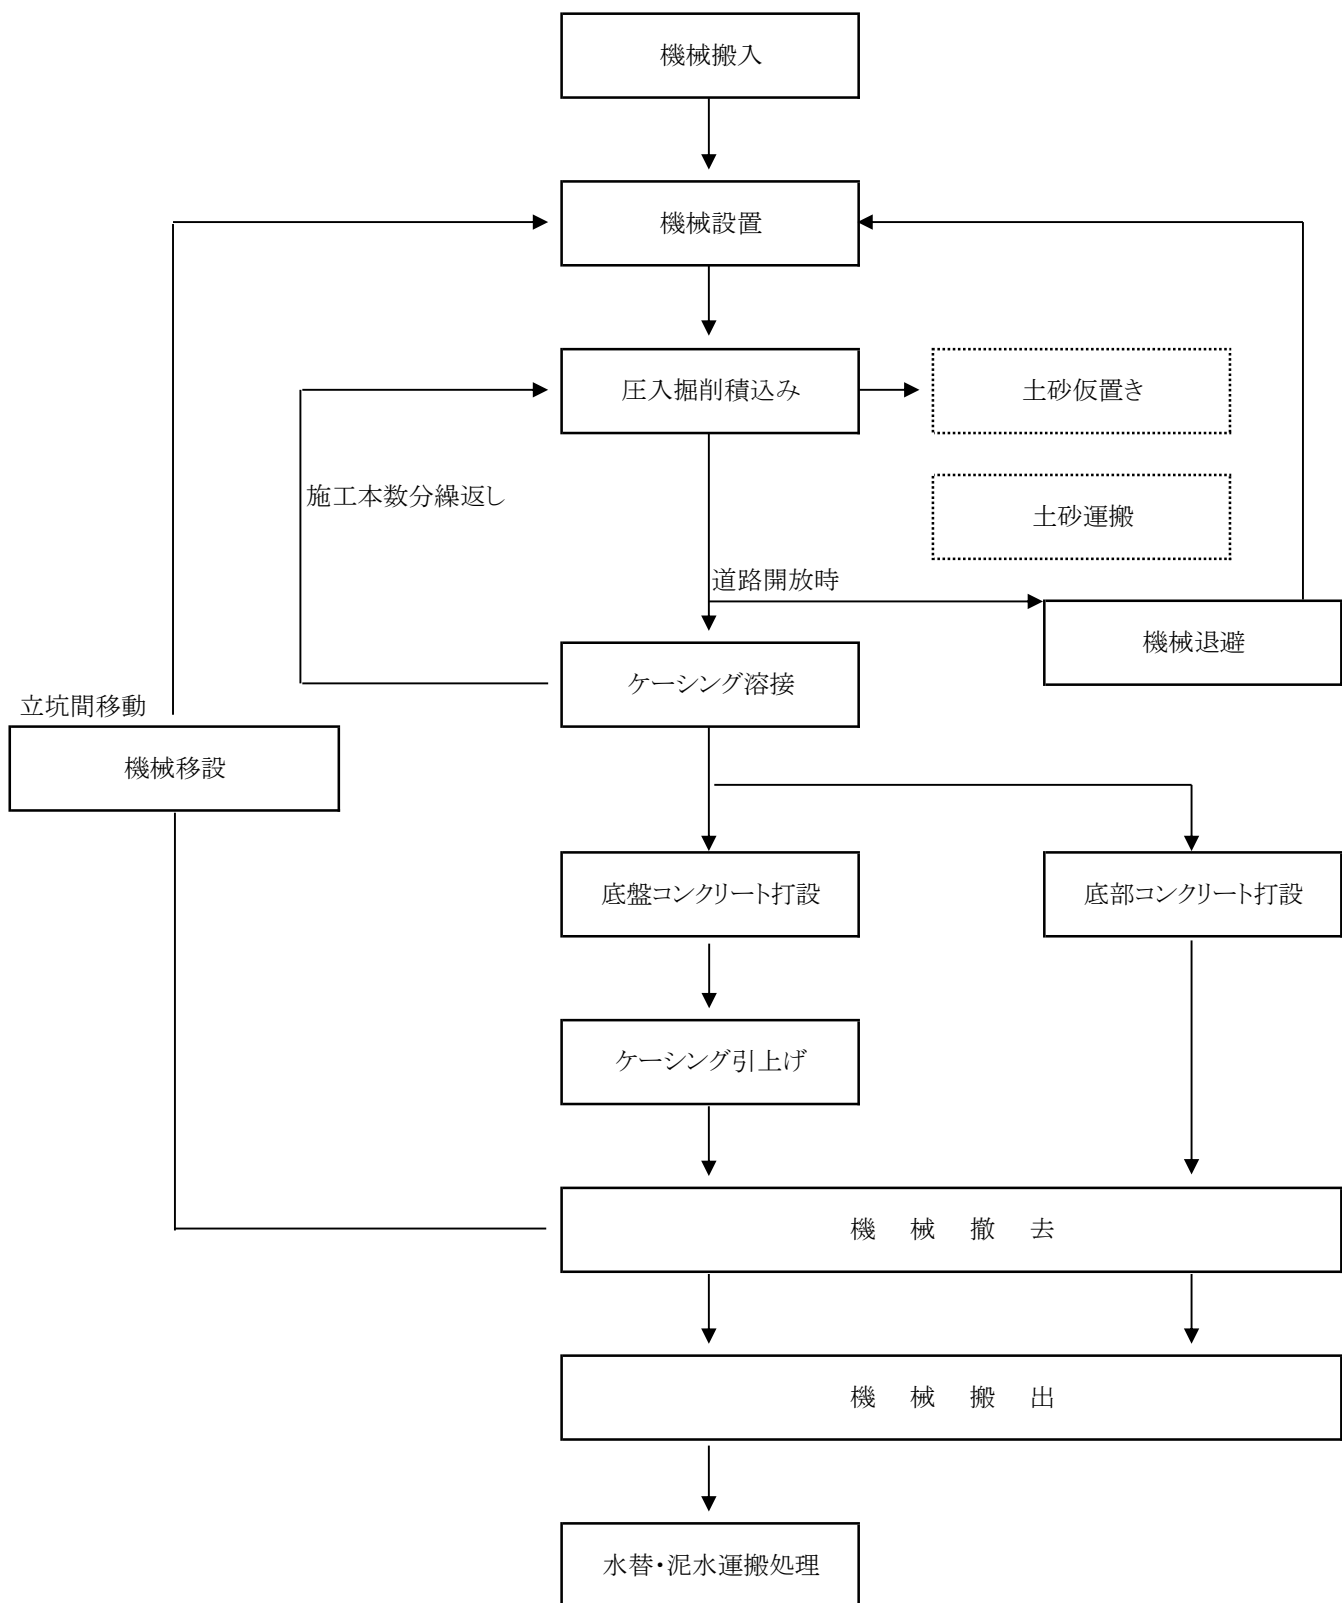 機械搬入
機械設置
圧入掘削積込み
土砂仮置き
施工本数分繰返し
土砂運搬
道路開放時
機械退避
ケーシング溶接
立坑間移動
機械移設
底盤コンクリート打設
底部コンクリート打設
ケーシング引上げ
機 械 撤 去
機 械 搬 出
水替・泥水運搬処理